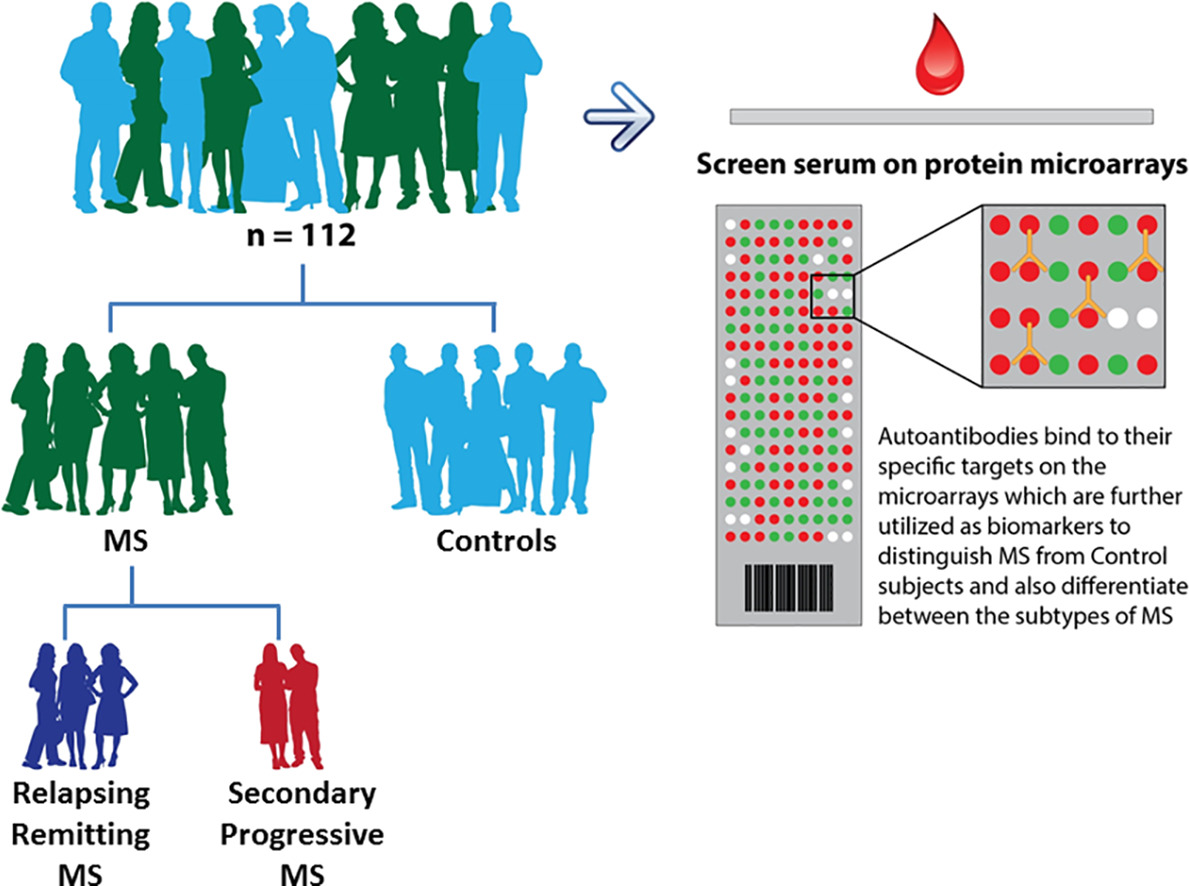 n = 112
MS
Controls
Relapsing
Remitting
MS
Secondary
Progressive
MS
Screen serum on protein microarrays
Autoantibodies bind to their
specific targets on the
microarrays which are further
utilized as biomarkers to
distinguish MS from Control
subjects and also differentiate
between the subtypes of MS